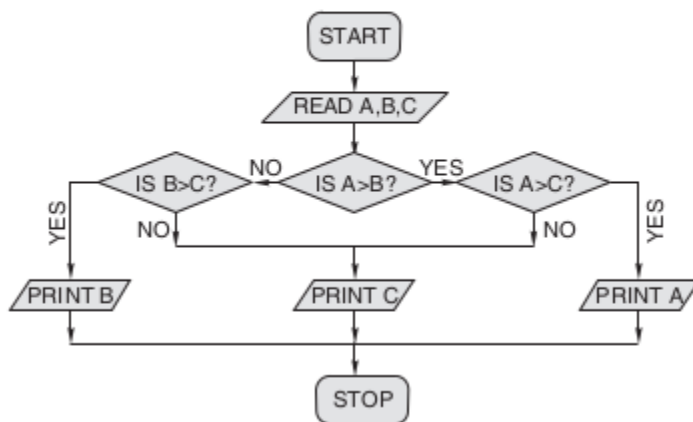 START
READ A,B,C
NO
YES
IS B>C?
IS A>B?
IS A>C?
YES
NO
NO
YES
PRINT B
PRINT C
PRINT A
STOP